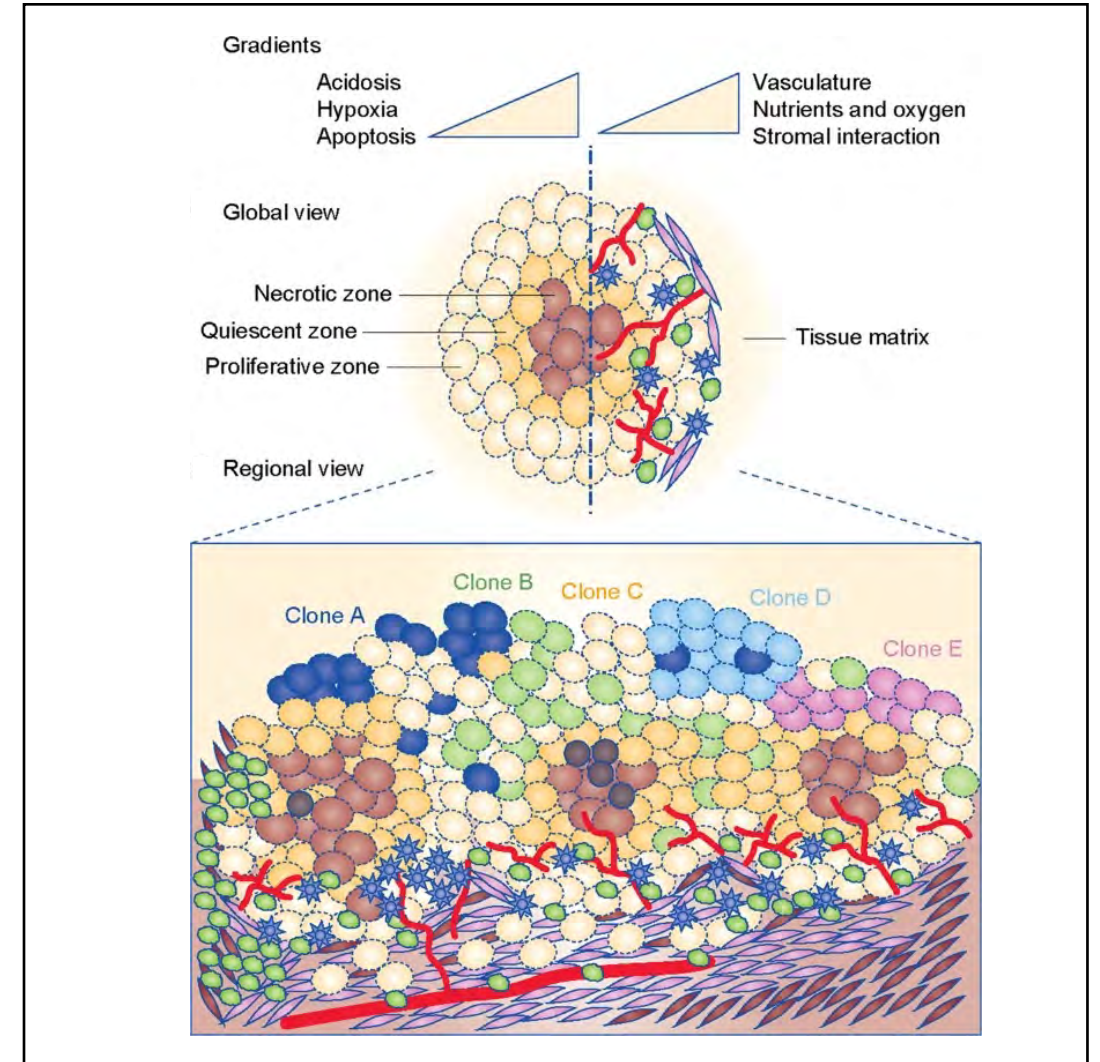 Gradients
Acidosis
Hypoxia
Apoptosis
Vasculature
Nutrients and oxygen
Stromal interaction
Global view
Necrotic zone
Quiescent zone
Proliferative zone
Tissue matrix
Regional view
Clone A
Clone B
Clone C
Clone D
Clone E